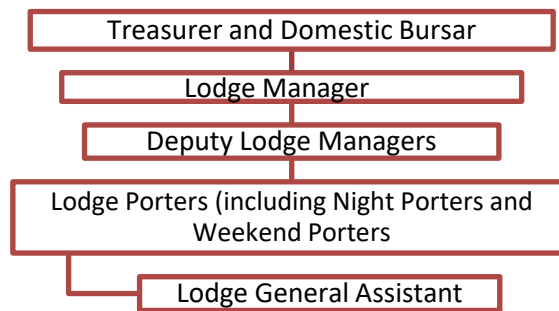 Treasurer and Domestic Bursar
Lodge Manager
Deputy Lodge Managers
Lodge Porters (including Night Porters and
Weekend Porters
Lodge General Assistant